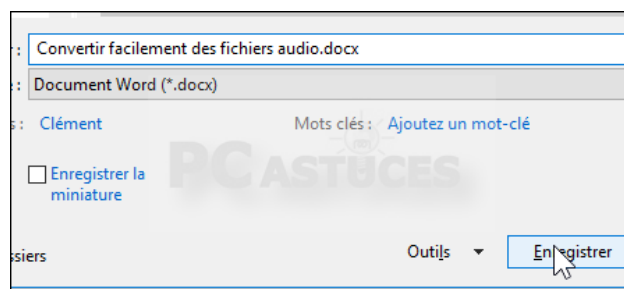 r : Convertir facilement des fichiers audio.docx
e : Document Word (*.docx)
s : Clément Mots clés : Ajoutez un mot-clé
Enregistrer la
miniature
PC ASTUCES
ssiers Outils Enregistrer